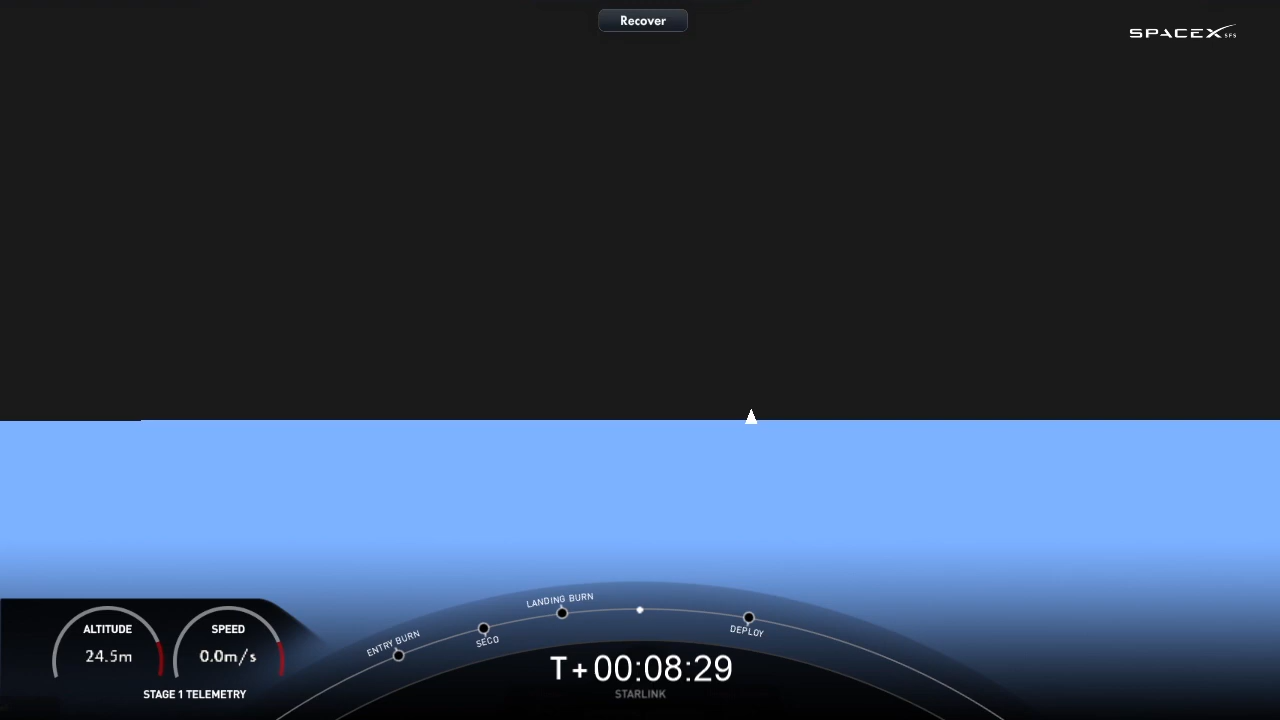 Recover
SPACEX SFS
LANDING BURN
ENTRY BURN
SECO
DEPLOY
ALTITUDE
24.5m
SPEED
0.0m/s
STAGE 1 TELEMETRY
T+00:08:29
STARLINK